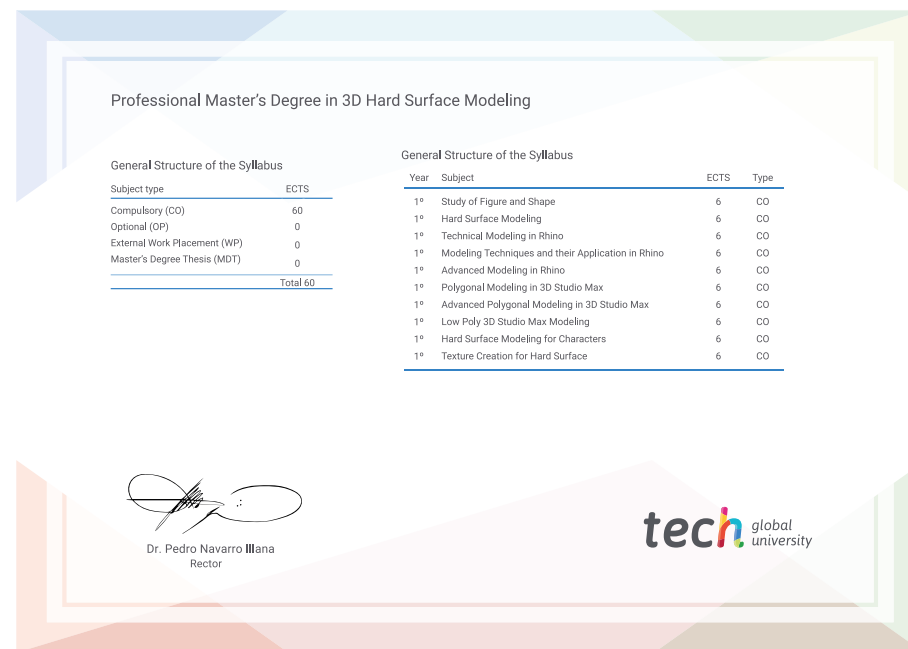 Professional Master's Degree in 3D Hard Surface Modeling
General Structure of the Syllabus
Subject type ECTS
Compulsory (CO) 60
Optional (OP) 0
External Work Placement (WP) 0
Master's Degree Thesis (MDT) 0
Total 60
General Structure of the Syllabus
Year Subject ECTS Type
1º Study of Figure and Shape 6 CO
1º Hard Surface Modeling 6 CO
1º Technical Modeling in Rhino 6 CO
1º Modeling Techniques and their Application in Rhino 6 CO
1º Advanced Modeling in Rhino 6 CO
1º Polygonal Modeling in 3D Studio Max 6 CO
1º Advanced Polygonal Modeling in 3D Studio Max 6 CO
1º Low Poly 3D Studio Max Modeling 6 CO
1º Hard Surface Modeling for Characters 6 CO
1º Texture Creation for Hard Surface 6 CO
Dr. Pedro Navarro Illana
Rector
tech global
university